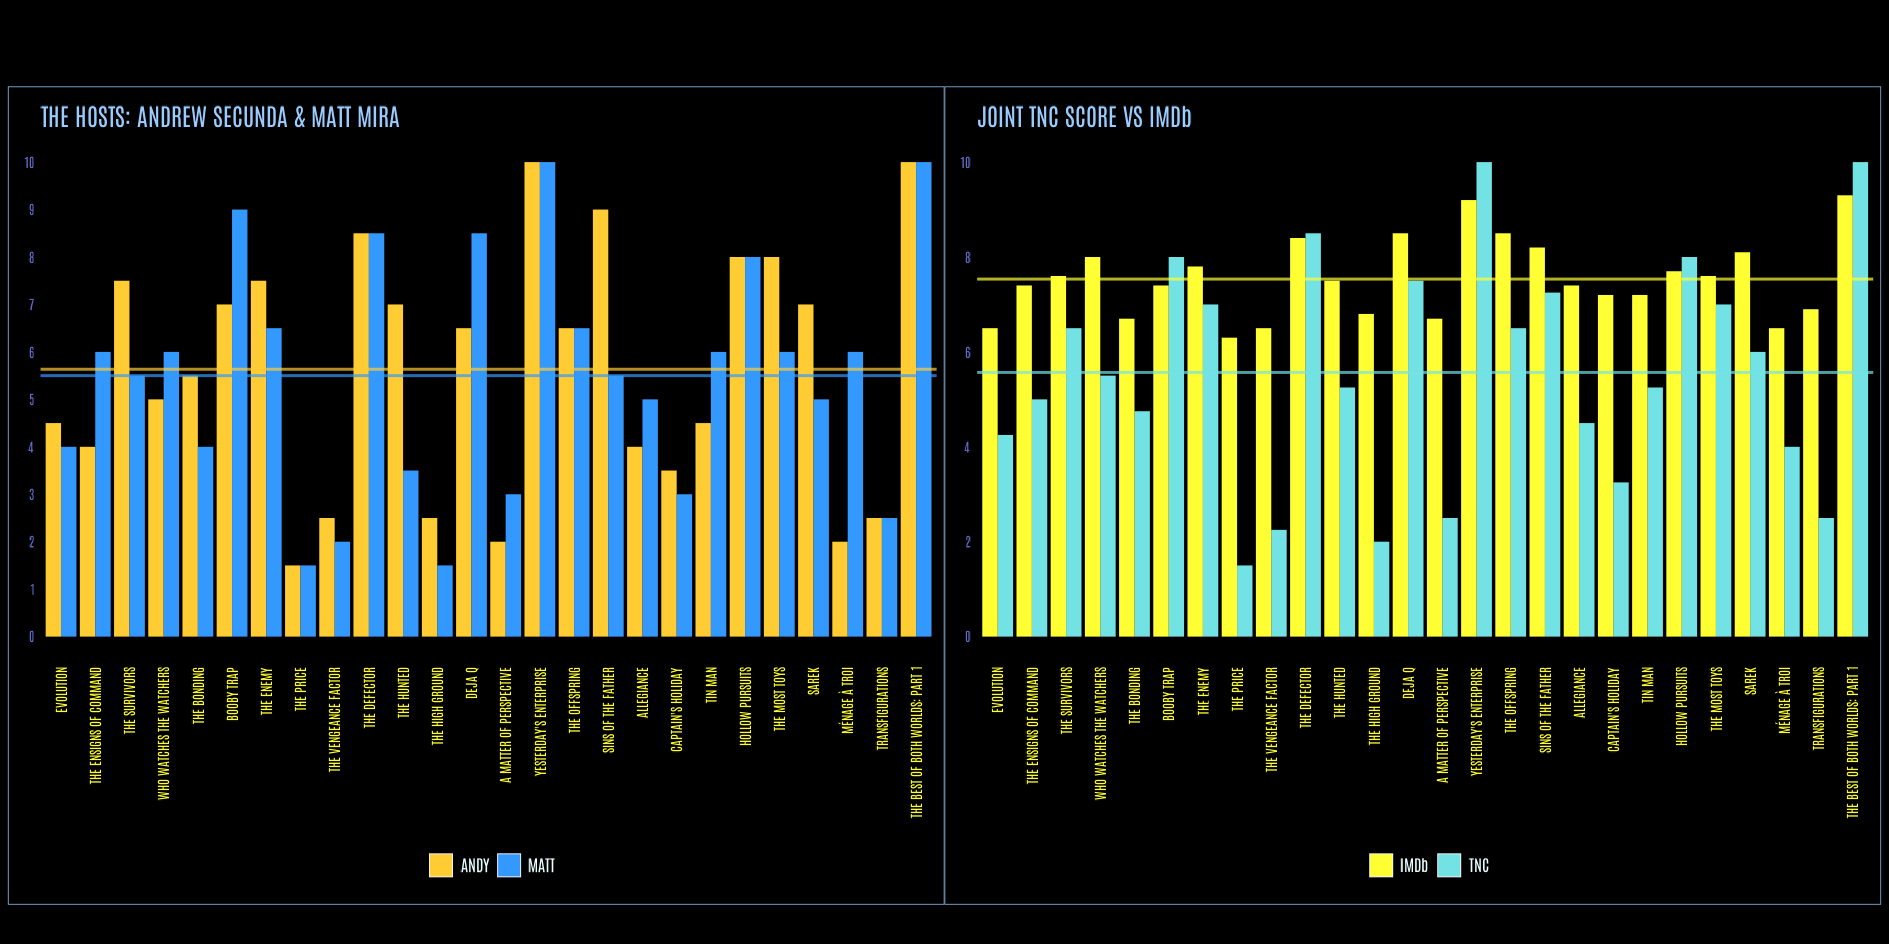 THE HOSTS: ANDREW SECUNDA & MATT MIRA
10
9
8
7
6
5
4
3
2
1
0
EVOLUTION
THE ENSIGNS OF COMMAND
THE SURVIVORS
WHO WATCHES THE WATCHERS
THE BONDING
BOOBY TRAP
THE ENEMY
THE PRICE
THE VENGEANCE FACTOR
THE DEFECTOR
THE HUNTED
THE HIGH GROUND
DEJA Q
A MATTER OF PERSPECTIVE
YESTERDAY'S ENTERPRISE
THE OFFSPRING
SINS OF THE FATHER
ALLEGIANCE
CAPTAIN'S HOLIDAY
TIN MAN
HOLLOW PURSUITS
THE MOST TOYS
SAREK
MÉNAGE À TROI
TRANSFIGURATIONS
THE BEST OF BOTH WORLDS: PART 1
ANDY
MATT
JOINT TNC SCORE VS IMDb
10
8
6
4
2
0
EVOLUTION
THE ENSIGNS OF COMMAND
THE SURVIVORS
WHO WATCHES THE WATCHERS
THE BONDING
BOOBY TRAP
THE ENEMY
THE PRICE
THE VENGEANCE FACTOR
THE DEFECTOR
THE HUNTED
THE HIGH GROUND
DEJA Q
A MATTER OF PERSPECTIVE
YESTERDAY'S ENTERPRISE
THE OFFSPRING
SINS OF THE FATHER
ALLEGIANCE
CAPTAIN'S HOLIDAY
TIN MAN
HOLLOW PURSUITS
THE MOST TOYS
SAREK
MÉNAGE À TROI
TRANSFIGURATIONS
THE BEST OF BOTH WORLDS: PART 1
IMDb
TNC